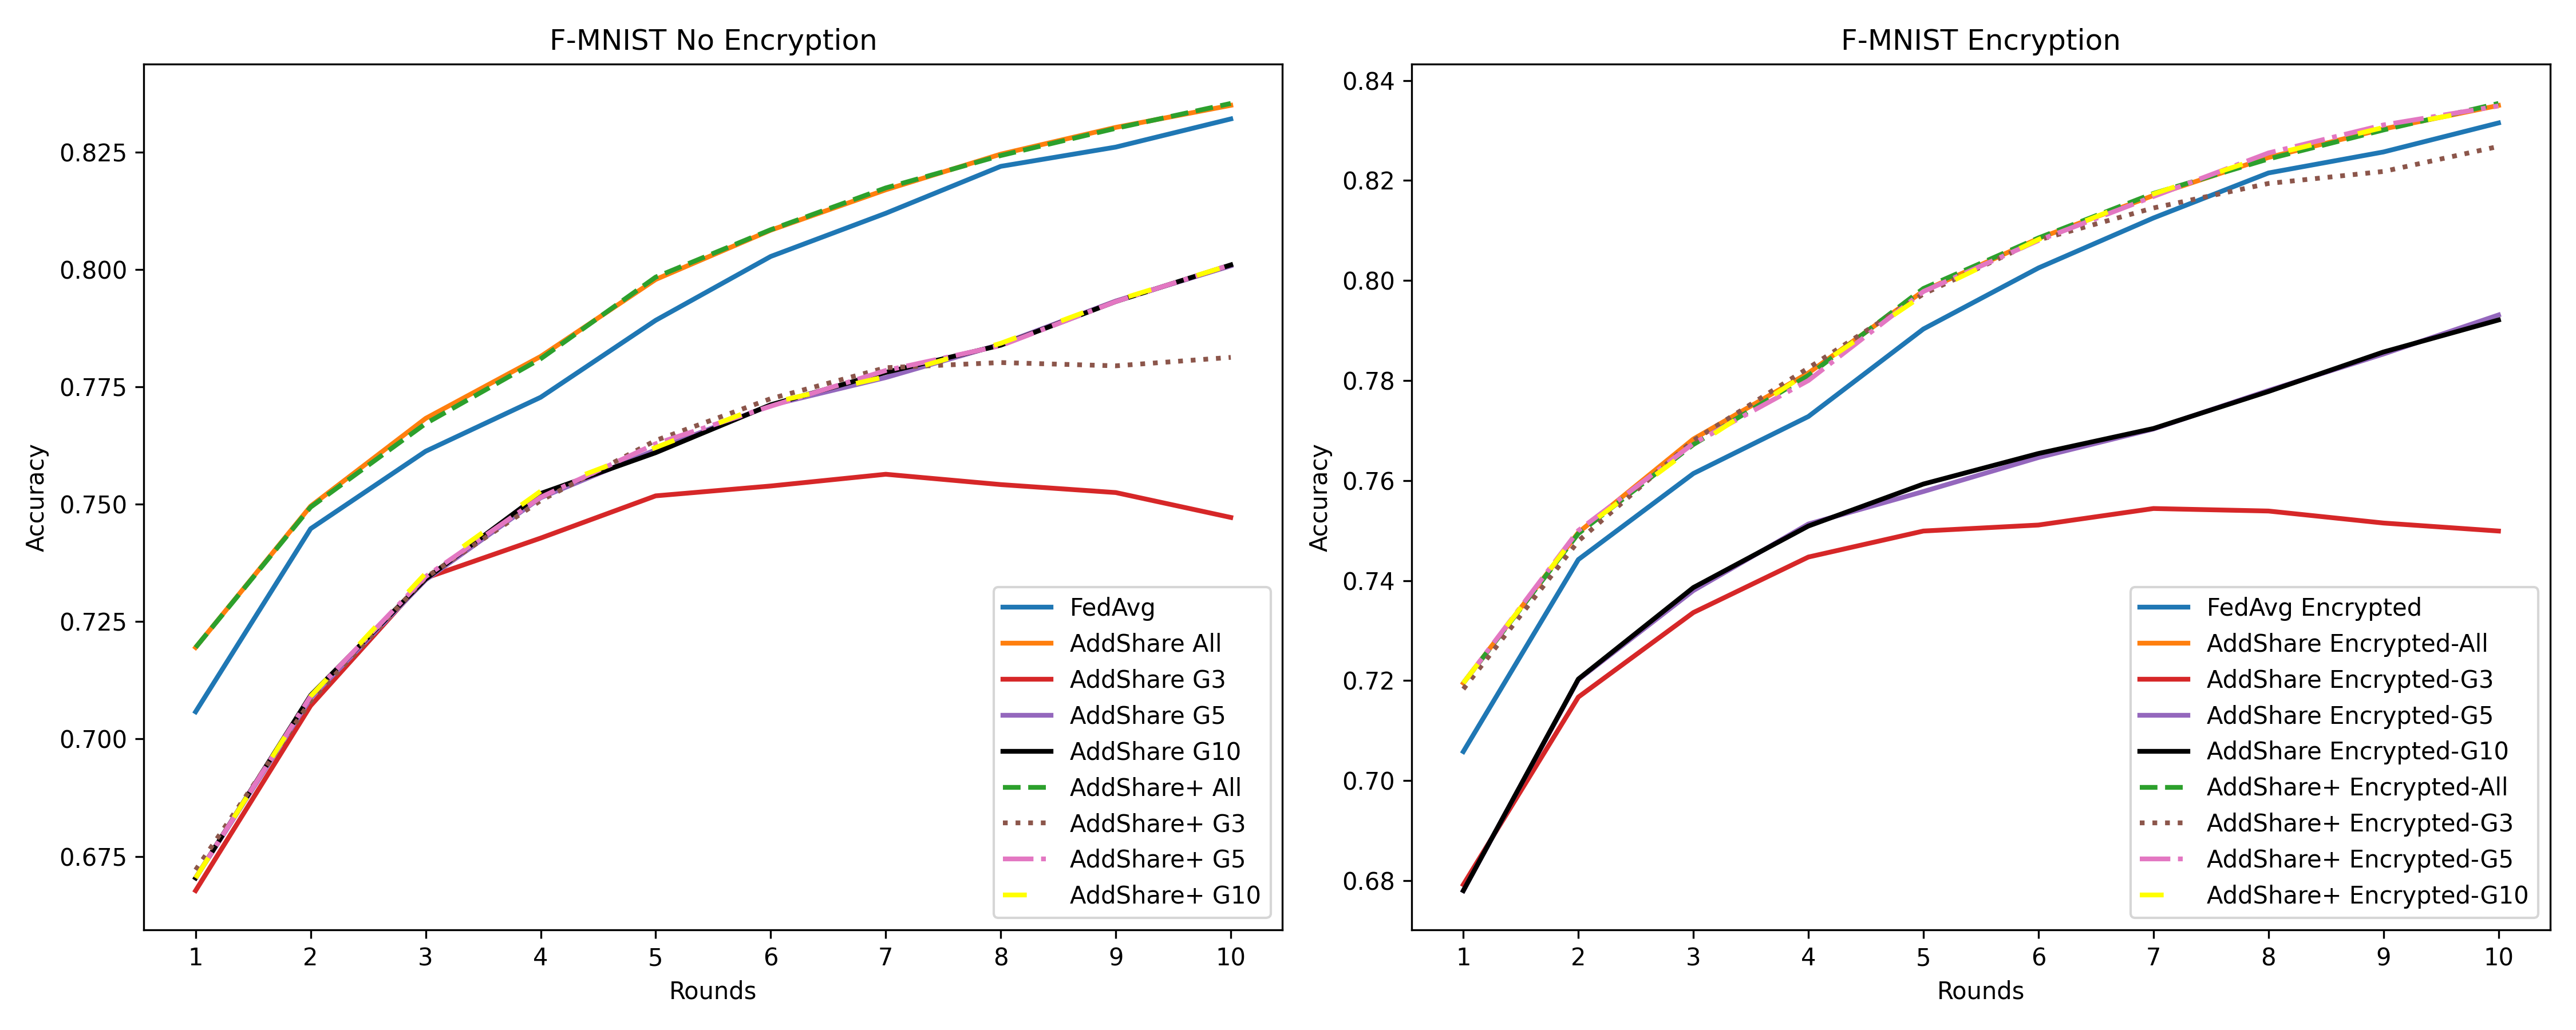 F-MNIST No Encryption
Accuracy
0.825
0.800
0.775
0.750
0.725
0.700
0.675
FedAvg
AddShare All
AddShare G3
AddShare G5
AddShare G10
AddShare+ All
AddShare+ G3
AddShare+ G5
AddShare+ G10
1 2 3 4 5 6 7 8 9 10
Rounds
F-MNIST Encryption
Accuracy
0.84
0.82
0.80
0.78
0.76
0.74
0.72
0.70
0.68
FedAvg Encrypted
AddShare Encrypted-All
AddShare Encrypted-G3
AddShare Encrypted-G5
AddShare Encrypted-G10
AddShare+ Encrypted-All
AddShare+ Encrypted-G3
AddShare+ Encrypted-G5
AddShare+ Encrypted-G10
1 2 3 4 5 6 7 8 9 10
Rounds